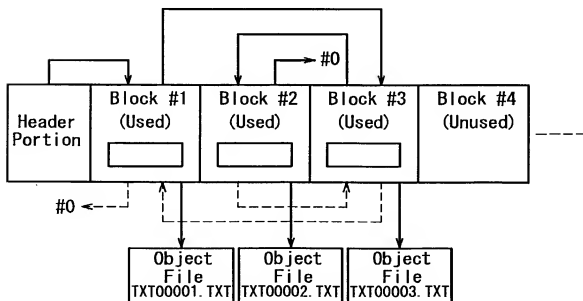 #0
Header
Portion
Block #1
(Used)
Block #2
(Used)
Block #3
(Used)
Block #4
(Unused)
#0
Object
File
TXT00001.TXT
Object
File
TXT00002.TXT
Object
File
TXT00003.TXT